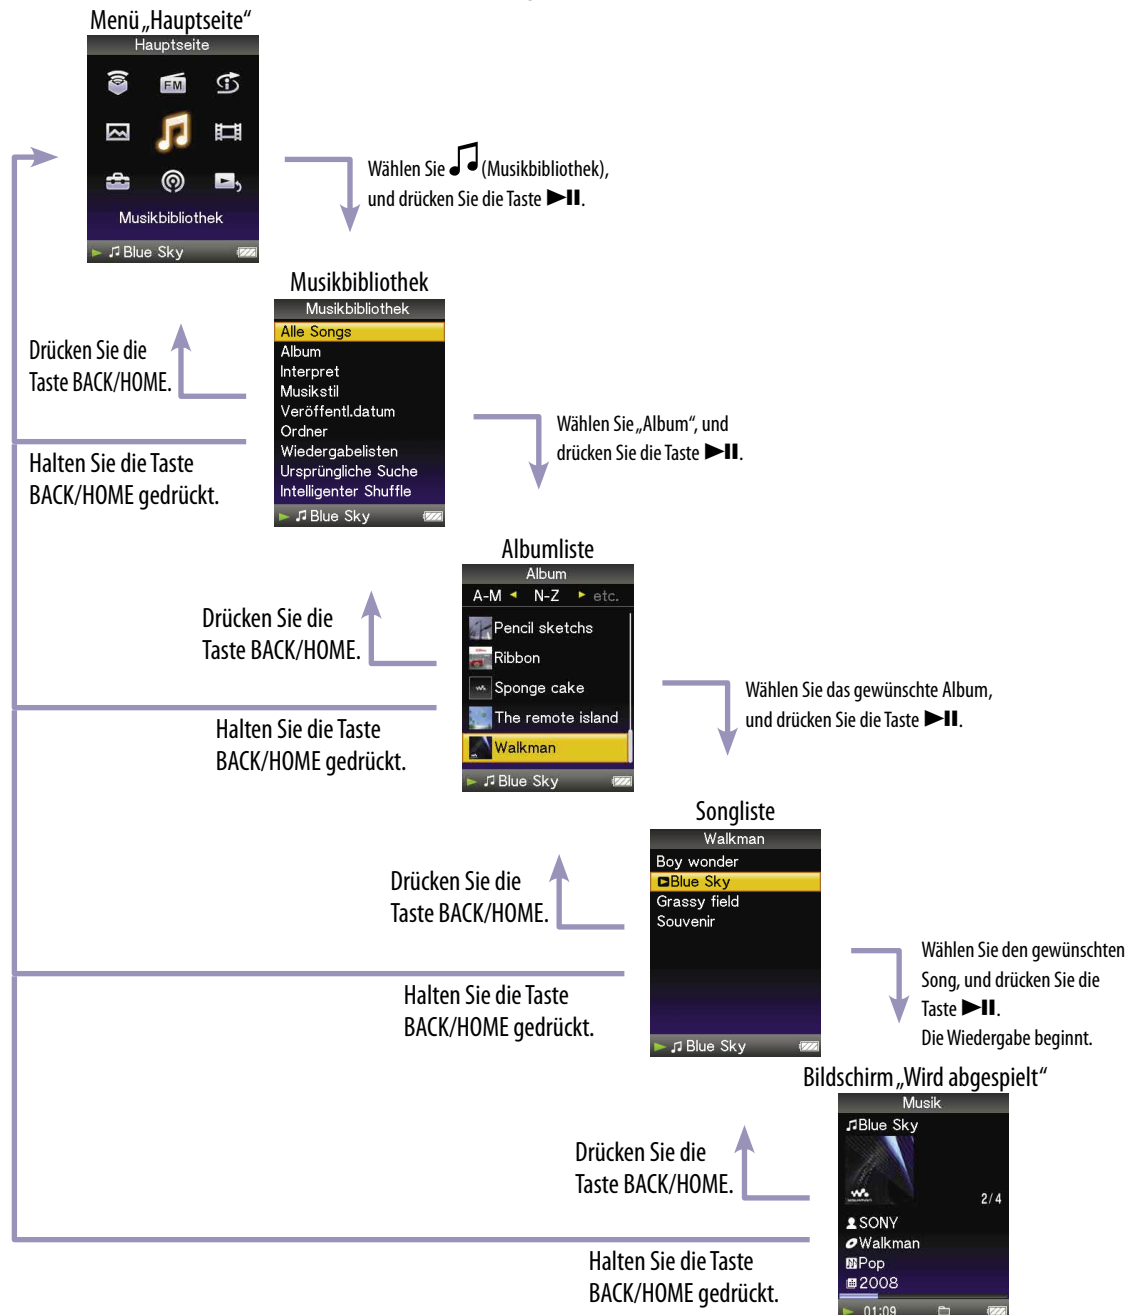 Menü „Hauptseite“
Hauptseite
FM
Musikbibliothek
Blue Sky
Wählen Sie (Musikbibliothek),
und drücken Sie die Taste ▶II.
Musikbibliothek
Musikbibliothek
Alle Songs
Album
Interpret
Musikstil
Veröffentl.datum
Ordner
Wiedergabelisten
Ursprüngliche Suche
Intelligenter Shuffle
Blue Sky
Drücken Sie die
Taste BACK/HOME.
Halten Sie die Taste
BACK/HOME gedrückt.
Wählen Sie „Album“, und
drücken Sie die Taste ▶II.
Albumliste
Album
A-M N-Z etc.
Pencil sketchs
Ribbon
Sponge cake
The remote island
Walkman
Blue Sky
Drücken Sie die
Taste BACK/HOME.
Halten Sie die Taste
BACK/HOME gedrückt.
Wählen Sie das gewünschte Album,
und drücken Sie die Taste ▶II.
Songliste
Walkman
Boy wonder
Blue Sky
Grassy field
Souvenir
Blue Sky
Drücken Sie die
Taste BACK/HOME.
Halten Sie die Taste
BACK/HOME gedrückt.
Wählen Sie den gewünschten
Song, und drücken Sie die
Taste ▶II.
Die Wiedergabe beginnt.
Bildschirm „Wird abgespielt“
Musik
Blue Sky
2/4
SONY
Walkman
Pop
2008
01:09
Drücken Sie die
Taste BACK/HOME.
Halten Sie die Taste
BACK/HOME gedrückt.